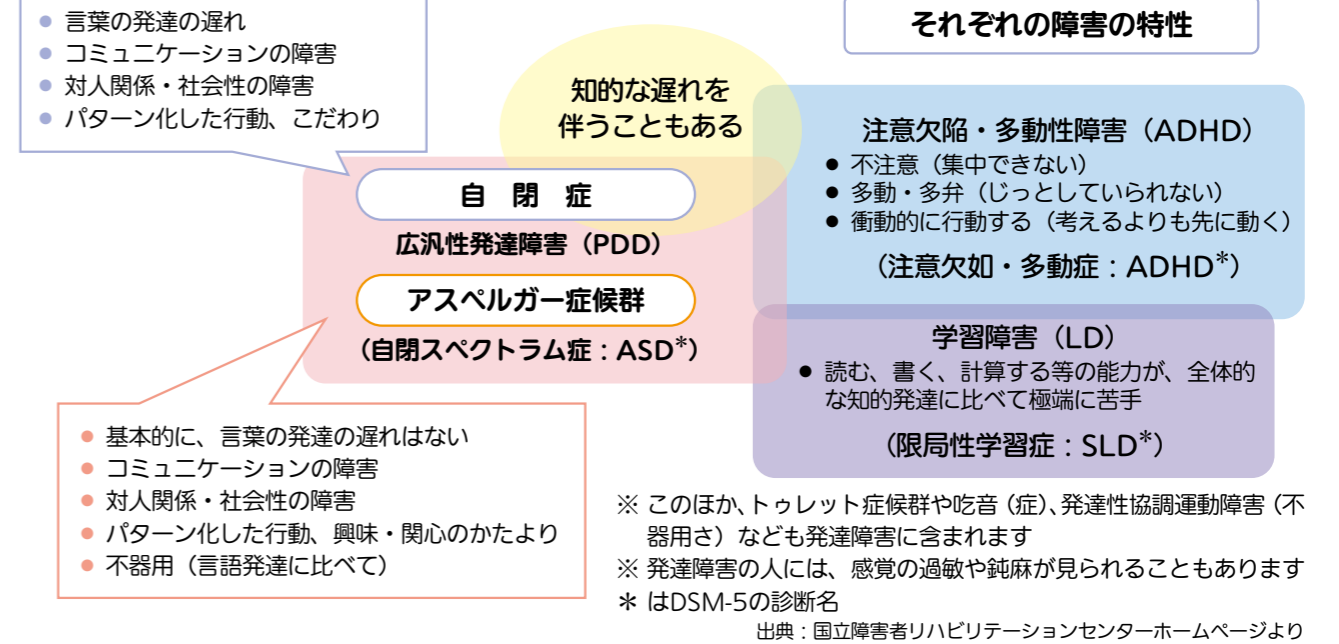 ● 言葉の発達の遅れ
● コミュニケーションの障害
● 対人関係・社会性の障害
● パターン化した行動、こだわり
それぞれの障害の特性
知的な遅れを
伴うこともある
自 閉 症
広汎性発達障害（PDD）
アスペルガー症候群
（自閉スペクトラム症：ASD*）
注意欠陥・多動性障害（ADHD）
● 不注意（集中できない）
● 多動・多弁（じっとしていられない）
● 衝動的に行動する（考えるよりも先に動く）
（注意欠如・多動症：ADHD*）
学習障害（LD）
● 読む、書く、計算する等の能力が、全体的
な知的発達に比べて極端に苦手
（限局性学習症：SLD*）
● 基本的に、言葉の発達の遅れはない
● コミュニケーションの障害
● 対人関係・社会性の障害
● パターン化した行動、興味・関心のかたより
● 不器用（言語発達に比べて）
※ このほか、トゥレット症候群や吃音（症）、発達性協調運動障害（不
器用さ）なども発達障害に含まれます
※ 発達障害の人には、感覚の過敏や鈍麻が見られることもあります
＊ はDSM-5の診断名
出典：国立障害者リハビリテーションセンターホームページより